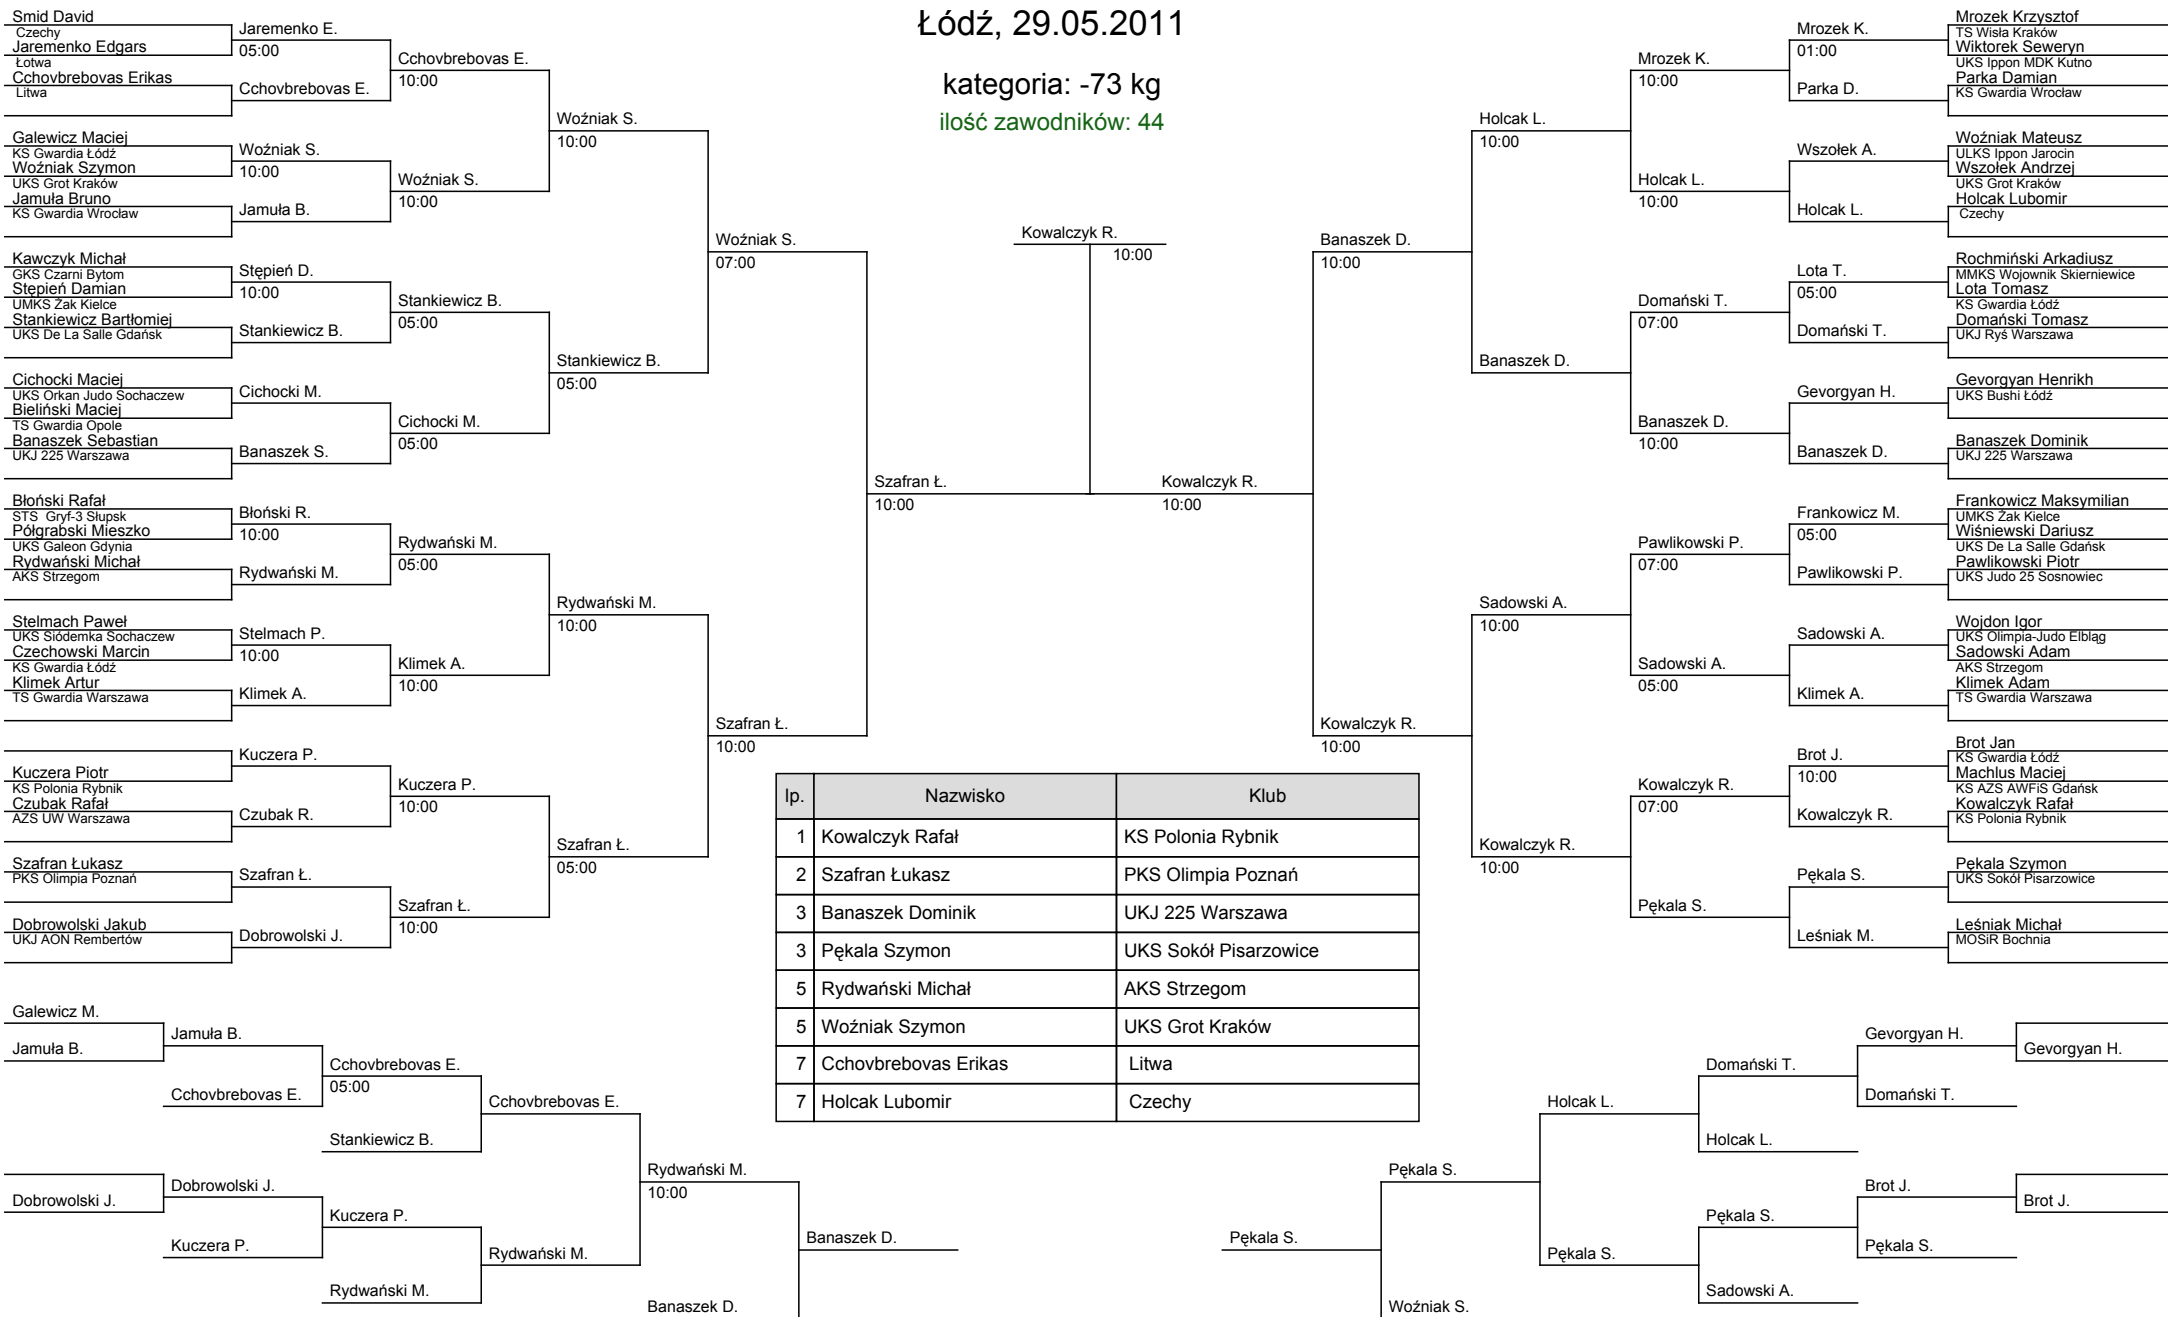 Łódź, 29.05.2011
kategoria: -73 kg
ilość zawodników: 44
Smid David
Czechy
Jaremenko Edgars
Łotwa
Cchovbrebovas Erikas
Litwa
Galewicz Maciej
KS Gwardia Łódź
Woźniak Szymon
UKS Grot Kraków
Jamuła Bruno
KS Gwardia Wrocław
Kawczyk Michał
GKS Czarni Bytom
Stępień Damian
UMKS Żak Kielce
Stankiewicz Bartłomiej
UKS De La Salle Gdańsk
Cichocki Maciej
UKS Orkan Judo Sochaczew
Bieliński Maciej
TS Gwardia Opole
Banaszek Sebastian
UKJ 225 Warszawa
Błoński Rafał
STS Gryf-3 Słupsk
Półgrabski Mieszko
UKS Galeon Gdynia
Rydwański Michał
AKS Strzegom
Stelmach Paweł
UKS Siódemka Sochaczew
Czechowski Marcin
KS Gwardia Łódź
Klimek Artur
TS Gwardia Warszawa
Kuczera Piotr
KS Polonia Rybnik
Czubak Rafał
AZS UW Warszawa
Szafran Łukasz
PKS Olimpia Poznań
Dobrowolski Jakub
UKJ AON Rembertów
Jaremenko E.
05:00
Cchovbrebovas E.
Woźniak S.
10:00
Jamuła B.
Stępień D.
10:00
Stankiewicz B.
Cichocki M.
Banaszek S.
Błoński R.
10:00
Rydwański M.
Stelmach P.
10:00
Klimek A.
Kuczera P.
Czubak R.
Szafran Ł.
Dobrowolski J.
Cchovbrebovas E.
10:00
Woźniak S.
10:00
Stankiewicz B.
05:00
Cichocki M.
05:00
Rydwański M.
05:00
Klimek A.
10:00
Kuczera P.
10:00
Szafran Ł.
10:00
Woźniak S.
10:00
Stankiewicz B.
05:00
Rydwański M.
10:00
Szafran Ł.
05:00
Woźniak S.
07:00
Szafran Ł.
10:00
Szafran Ł.
10:00
Kowalczyk R.
10:00
Kowalczyk R.
10:00
Banaszek D.
10:00
Kowalczyk R.
10:00
Holcak L.
10:00
Banaszek D.
Sadowski A.
10:00
Kowalczyk R.
10:00
Mrozek K.
10:00
Holcak L.
10:00
Domański T.
07:00
Banaszek D.
10:00
Pawlikowski P.
07:00
Sadowski A.
05:00
Kowalczyk R.
07:00
Pękala S.
Mrozek K.
01:00
Parka D.
Wszołek A.
Holcak L.
Lota T.
05:00
Domański T.
Gevorgyan H.
Banaszek D.
Frankowicz M.
05:00
Pawlikowski P.
Sadowski A.
Klimek A.
Brot J.
10:00
Kowalczyk R.
Pękala S.
Leśniak M.
Mrozek Krzysztof
TS Wisła Kraków
Wiktorek Seweryn
UKS Ippon MDK Kutno
Parka Damian
KS Gwardia Wrocław
Woźniak Mateusz
ULKS Ippon Jarocin
Wszołek Andrzej
UKS Grot Kraków
Holcak Lubomir
Czechy
Rochmiński Arkadiusz
MMKS Wojownik Skierniewice
Lota Tomasz
KS Gwardia Łódź
Domański Tomasz
UKJ Ryś Warszawa
Gevorgyan Henrikh
UKS Bushi Łódź
Banaszek Dominik
UKJ 225 Warszawa
Frankowicz Maksymilian
UMKS Żak Kielce
Wiśniewski Dariusz
UKS De La Salle Gdańsk
Pawlikowski Piotr
UKS Judo 25 Sosnowiec
Wojdon Igor
UKS Olimpia-Judo Elbląg
Sadowski Adam
AKS Strzegom
Klimek Adam
TS Gwardia Warszawa
Brot Jan
KS Gwardia Łódź
Machlus Maciej
KS AZS AWFiS Gdańsk
Kowalczyk Rafał
KS Polonia Rybnik
Pękala Szymon
UKS Sokół Pisarzowice
Leśniak Michał
MOSiR Bochnia
lp. Nazwisko Klub
1 Kowalczyk Rafał KS Polonia Rybnik
2 Szafran Łukasz PKS Olimpia Poznań
3 Banaszek Dominik UKJ 225 Warszawa
3 Pękala Szymon UKS Sokół Pisarzowice
5 Rydwański Michał AKS Strzegom
5 Woźniak Szymon UKS Grot Kraków
7 Cchovbrebovas Erikas Litwa
7 Holcak Lubomir Czechy
Galewicz M.
Jamuła B.
Dobrowolski J.
Jamuła B.
Cchovbrebovas E.
Dobrowolski J.
Kuczera P.
Cchovbrebovas E.
05:00
Stankiewicz B.
Kuczera P.
Rydwański M.
Cchovbrebovas E.
Rydwański M.
Rydwański M.
10:00
Banaszek D.
Banaszek D.
Pękala S.
Pękala S.
Woźniak S.
Holcak L.
Pękala S.
Domański T.
Holcak L.
Pękala S.
Sadowski A.
Gevorgyan H.
Domański T.
Brot J.
Pękala S.
Gevorgyan H.
Brot J.